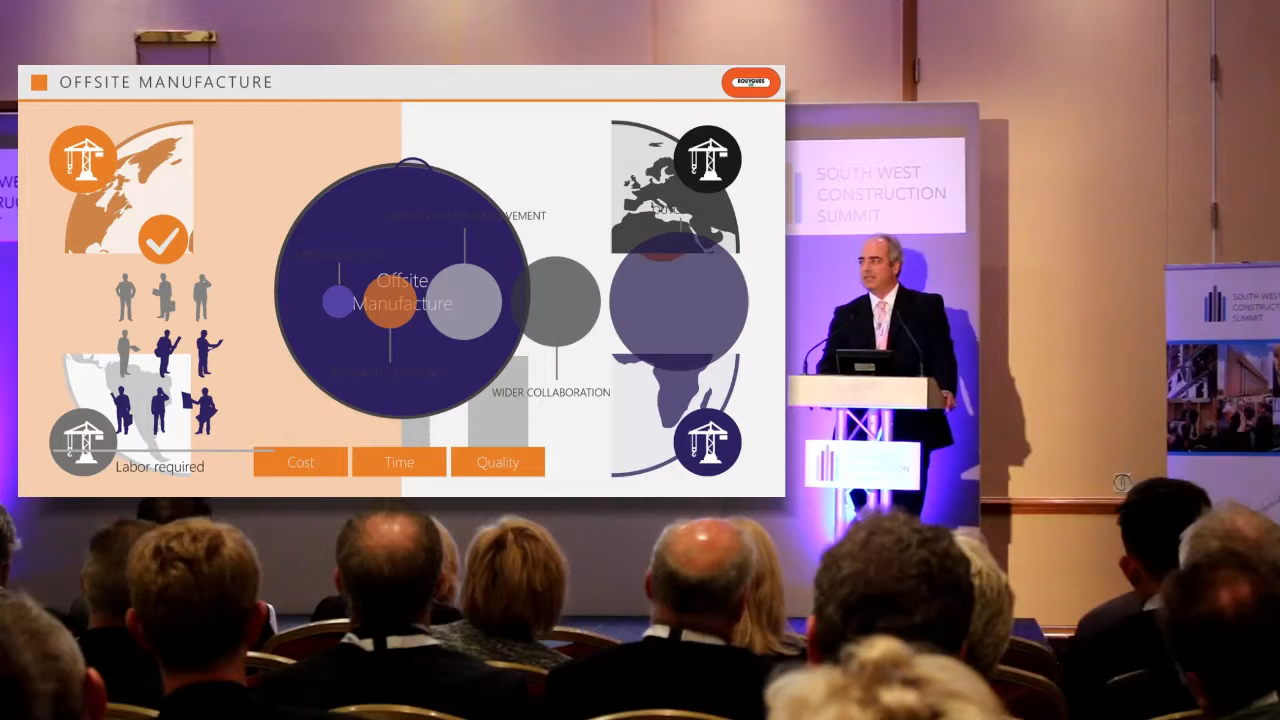 OFFSITE MANUFACTURE
BOUYGUES
SOUTH WEST
CONSTRUCTION
SUMMIT
Offsite
Manufacture
WIDER COLLABORATION
Labor required
Cost
Time
Quality
SOUTH WEST
SUMMIT